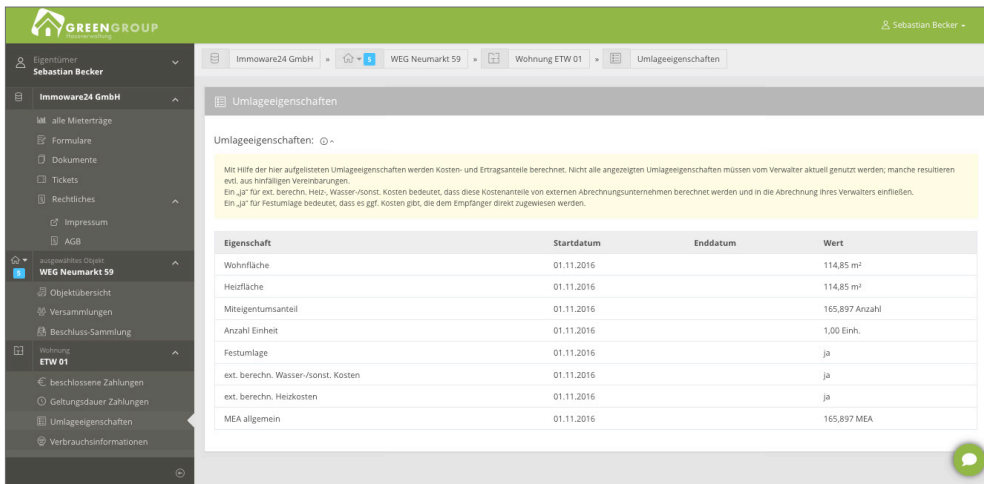 GREENGROUP
Hausverwaltung
Sebastian Becker
Eigentümer
Sebastian Becker
Immoware24 GmbH
alle Mieterträge
Formulare
Dokumente
Tickets
Rechtliches
Impressum
AGB
ausgewähltes Objekt
5
WEG Neumarkt 59
Objektübersicht
Versammlungen
Beschluss-Sammlung
Wohnung
ETW 01
beschlossene Zahlungen
Geltungsdauer Zahlungen
Umlageeigenschaften
Verbrauchsinformationen
Immoware24 GmbH » 5 WEG Neumarkt 59 » Wohnung ETW 01 » Umlageeigenschaften
Umlageeigenschaften
Umlageeigenschaften:
Mit Hilfe der hier aufgelisteten Umlageeigenschaften werden Kosten- und Ertragsanteile berechnet. Nicht alle angezeigten Umlageeigenschaften müssen vom Verwalter aktuell genutzt werden; manche resultieren
evtl. aus hinfälligen Vereinbarungen.
Ein „ja“ für ext. berechn. Heiz-, Wasser-/sonst. Kosten bedeutet, dass diese Kostenanteile von externen Abrechnungsunternehmen berechnet werden und in die Abrechnung Ihres Verwalters einfließen.
Ein „ja“ für Festumlage bedeutet, dass es ggf. Kosten gibt, die dem Empfänger direkt zugewiesen werden.
Eigenschaft Startdatum Enddatum Wert
Wohnfläche 01.11.2016 114,85 m²
Heizfläche 01.11.2016 114,85 m²
Miteigentumsanteil 01.11.2016 165,897 Anzahl
Anzahl Einheit 01.11.2016 1,00 Einh.
Festumlage 01.11.2016 ja
ext. berechn. Wasser-/sonst. Kosten 01.11.2016 ja
ext. berechn. Heizkosten 01.11.2016 ja
MEA allgemein 01.11.2016 165,897 MEA